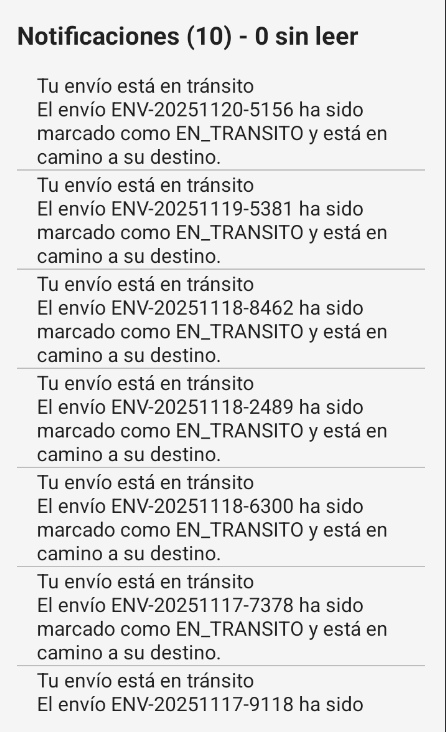 Notificaciones (10) - 0 sin leer
Tu envío está en tránsito
El envío ENV-20251120-5156 ha sido
marcado como EN_TRANSITO y está en
camino a su destino.
Tu envío está en tránsito
El envío ENV-20251119-5381 ha sido
marcado como EN_TRANSITO y está en
camino a su destino.
Tu envío está en tránsito
El envío ENV-20251118-8462 ha sido
marcado como EN_TRANSITO y está en
camino a su destino.
Tu envío está en tránsito
El envío ENV-20251118-2489 ha sido
marcado como EN_TRANSITO y está en
camino a su destino.
Tu envío está en tránsito
El envío ENV-20251118-6300 ha sido
marcado como EN_TRANSITO y está en
camino a su destino.
Tu envío está en tránsito
El envío ENV-20251117-7378 ha sido
marcado como EN_TRANSITO y está en
camino a su destino.
Tu envío está en tránsito
El envío ENV-20251117-9118 ha sido